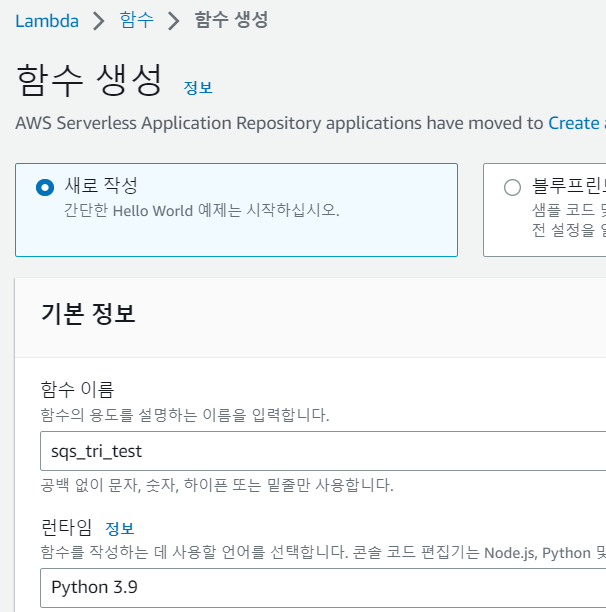 Lambda > 함수 > 함수 생성
함수 생성 정보
AWS Serverless Application Repository applications have moved to Create
새로 작성
간단한 Hello World 예제는 시작하십시오.
블루프린
샘플 코드 및
전 설정을
기본 정보
함수 이름
함수의 용도를 설명하는 이름을 입력합니다.
sqs_tri_test
공백 없이 문자, 숫자, 하이픈 또는 밑줄만 사용합니다.
런타임 정보
함수를 작성하는 데 사용할 언어를 선택합니다. 콘솔 코드 편집기는 Node.js, Python 및
Python 3.9